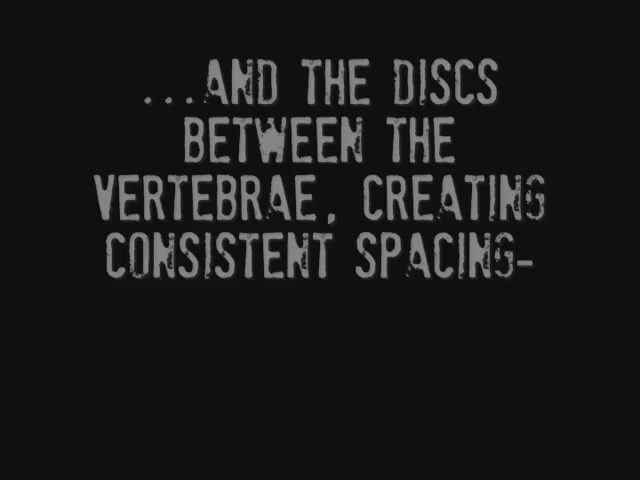 ...AND THE DISCS
BETWEEN THE
VERTEBRAE, CREATING
CONSISTENT SPACING-